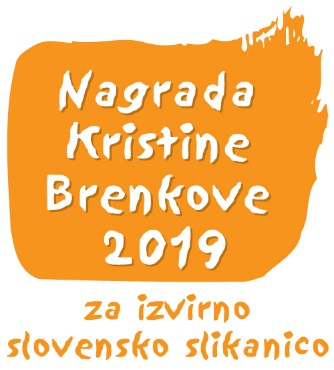 Nagrada
Kristine
Brenkove
2019
za izvirno
slovensko slikanico